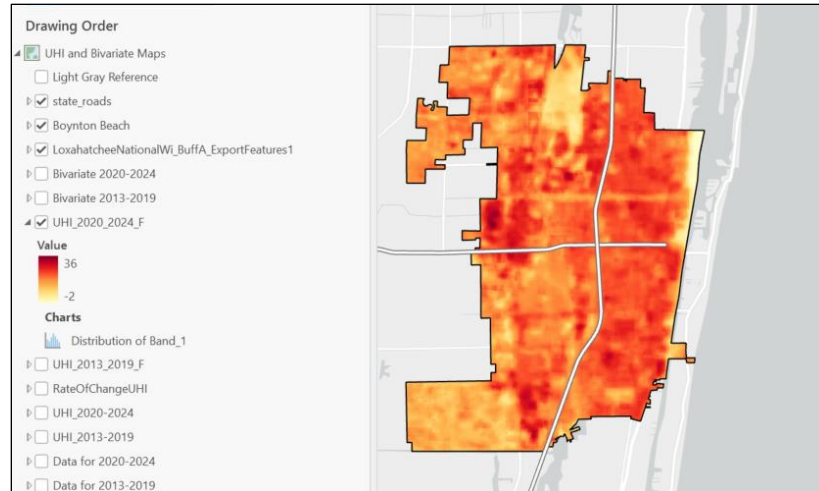 Drawing Order
UHI and Bivariate Maps
Light Gray Reference
state_roads
Boynton Beach
LoxahatcheeNationalWi_BuffA_ExportFeatures1
Bivariate 2020-2024
Bivariate 2013-2019
UHI_2020_2024_F
Value
36
-2
Charts
Distribution of Band_1
UHI_2013_2019_F
RateOfChangeUHI
UHI_2020-2024
UHI_2013-2019
Data for 2020-2024
Data for 2013-2019